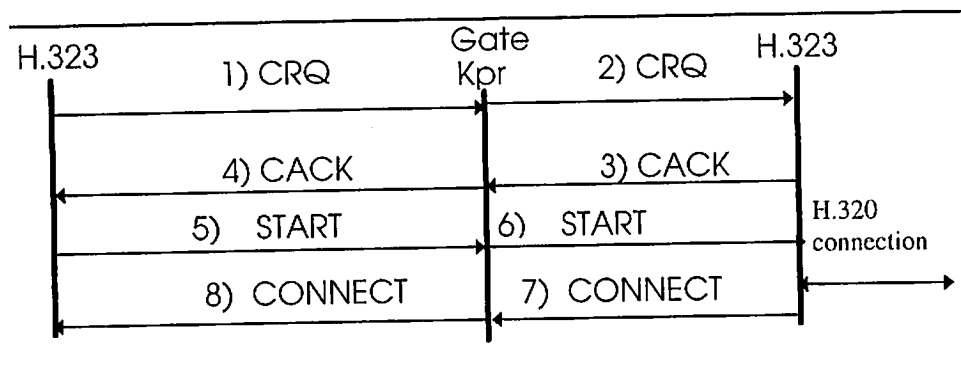 H.323
Gate
Kpr
H.323
1) CRQ
2) CRQ
4) CACK
3) CACK
5) START
6) START
H.320
connection
8) CONNECT
7) CONNECT